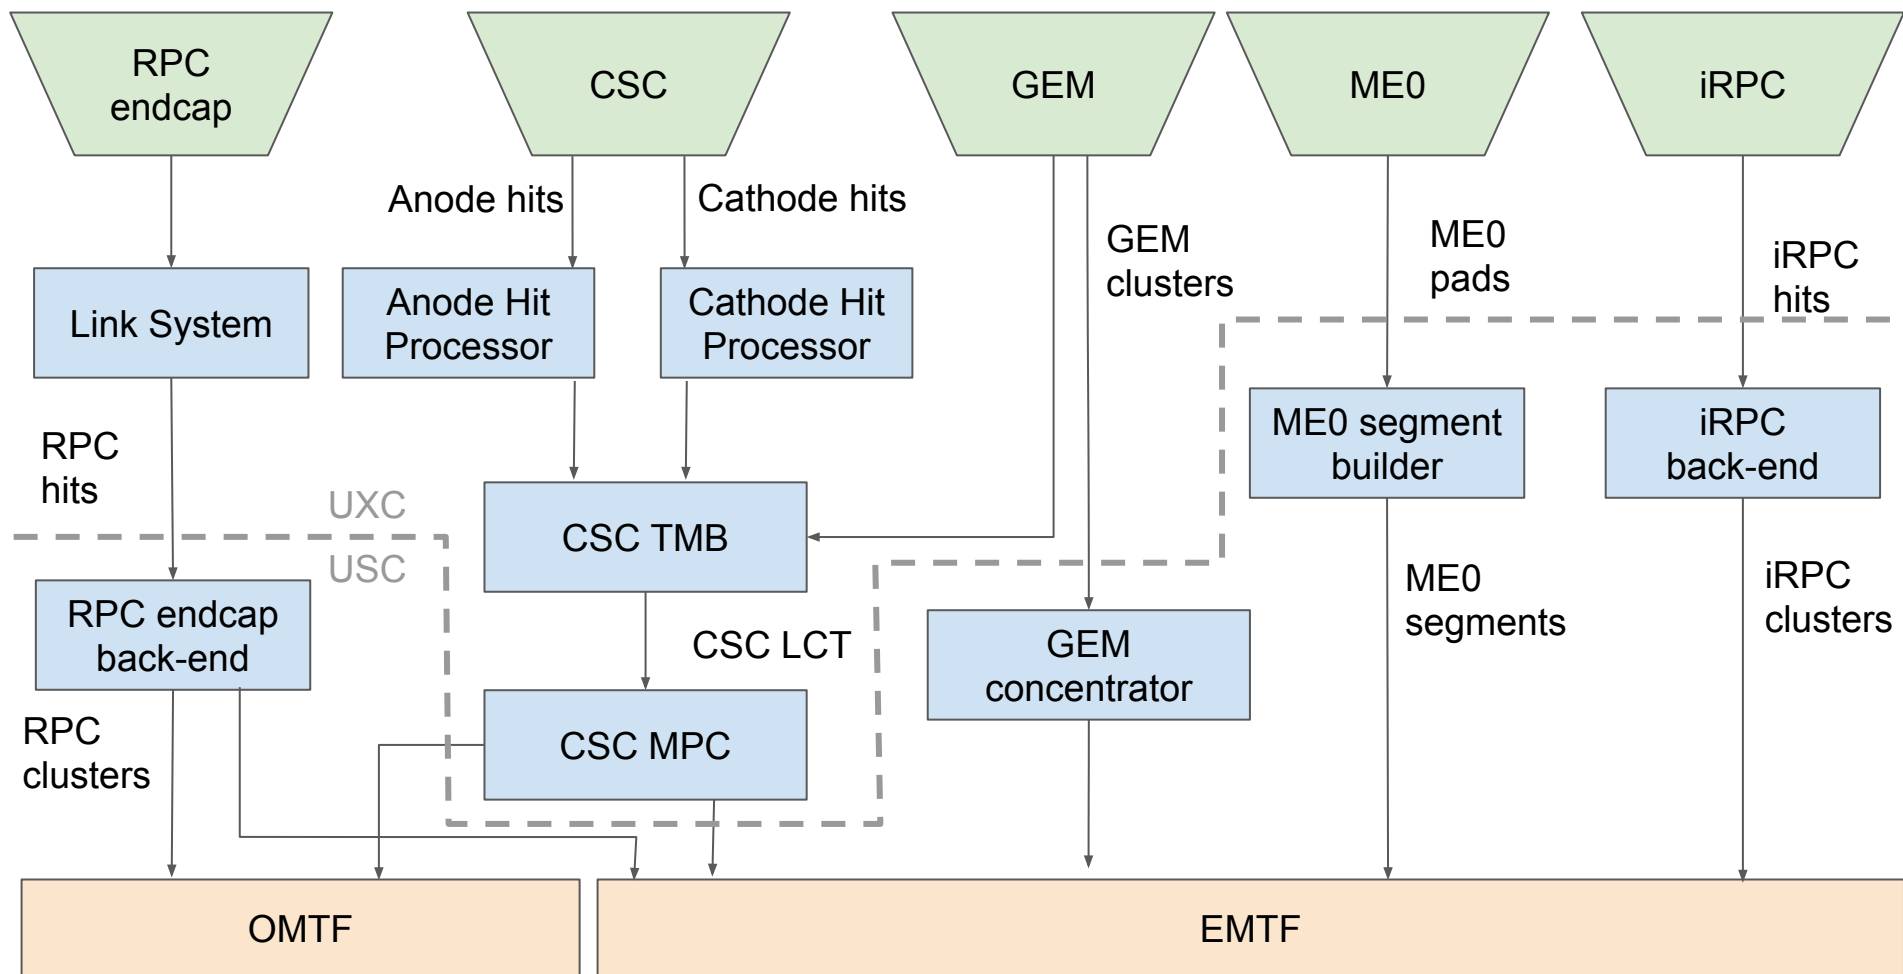 RPC
endcap
CSC
GEM
ME0
iRPC
Anode hits
Cathode hits
GEM
clusters
ME0
pads
iRPC
hits
Link System
Anode Hit
Processor
Cathode Hit
Processor
RPC
hits
ME0 segment
builder
iRPC
back-end
UXC
USC
CSC TMB
RPC endcap
back-end
CSC LCT
GEM
concentrator
ME0
segments
iRPC
clusters
RPC
clusters
CSC MPC
OMTF
EMTF